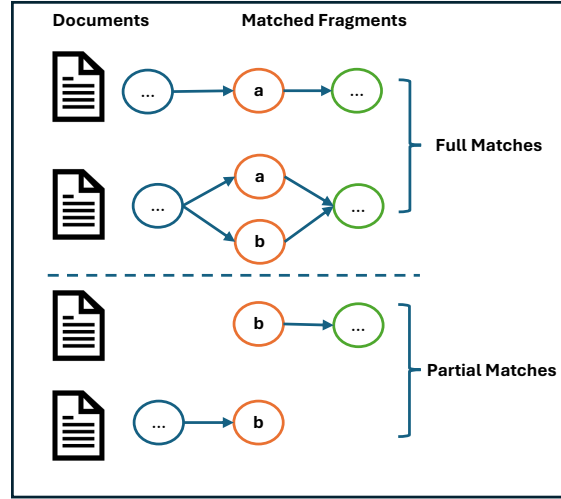 Documents Matched Fragments
... a ...
Full Matches
a
... ...
b
b ...
Partial Matches
... b